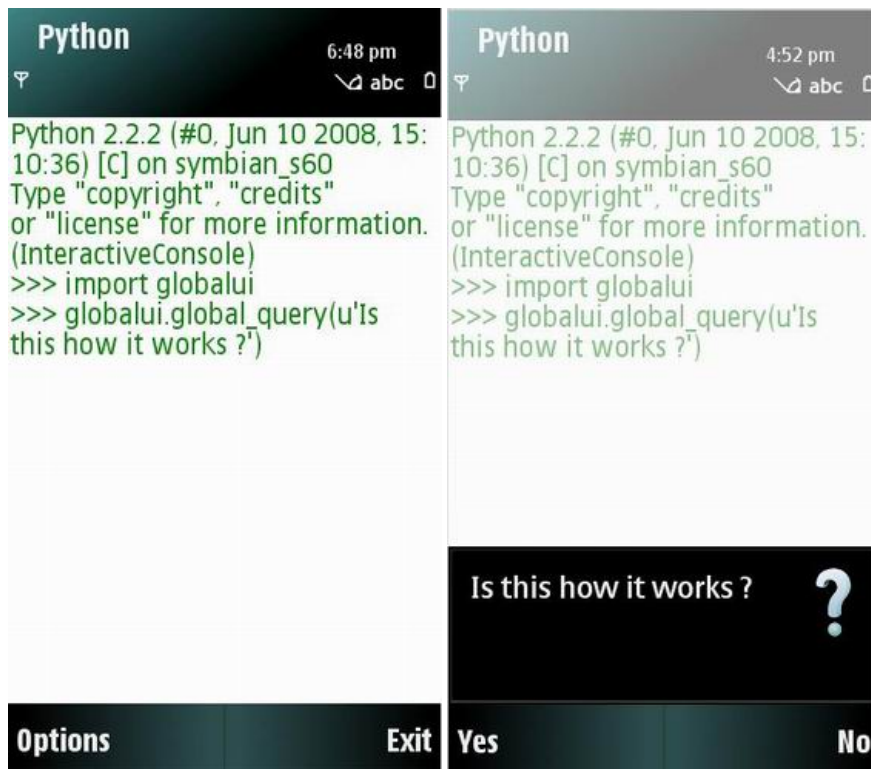 Python
6:48 pm
abc
Python 2.2.2 (#0, Jun 10 2008, 15:
10:36) [C] on symbian_s60
Type "copyright", "credits"
or "license" for more information.
(InteractiveConsole)
>>> import globalui
>>> globalui.global_query(u'Is
this how it works ?')
Options
Exit
Python
4:52 pm
abc
Python 2.2.2 (#0, Jun 10 2008, 15:
10:36) [C] on symbian_s60
Type "copyright", "credits"
or "license" for more information.
(InteractiveConsole)
>>> import globalui
>>> globalui.global_query(u'Is
this how it works ?')
Is this how it works ?
?
Yes
No